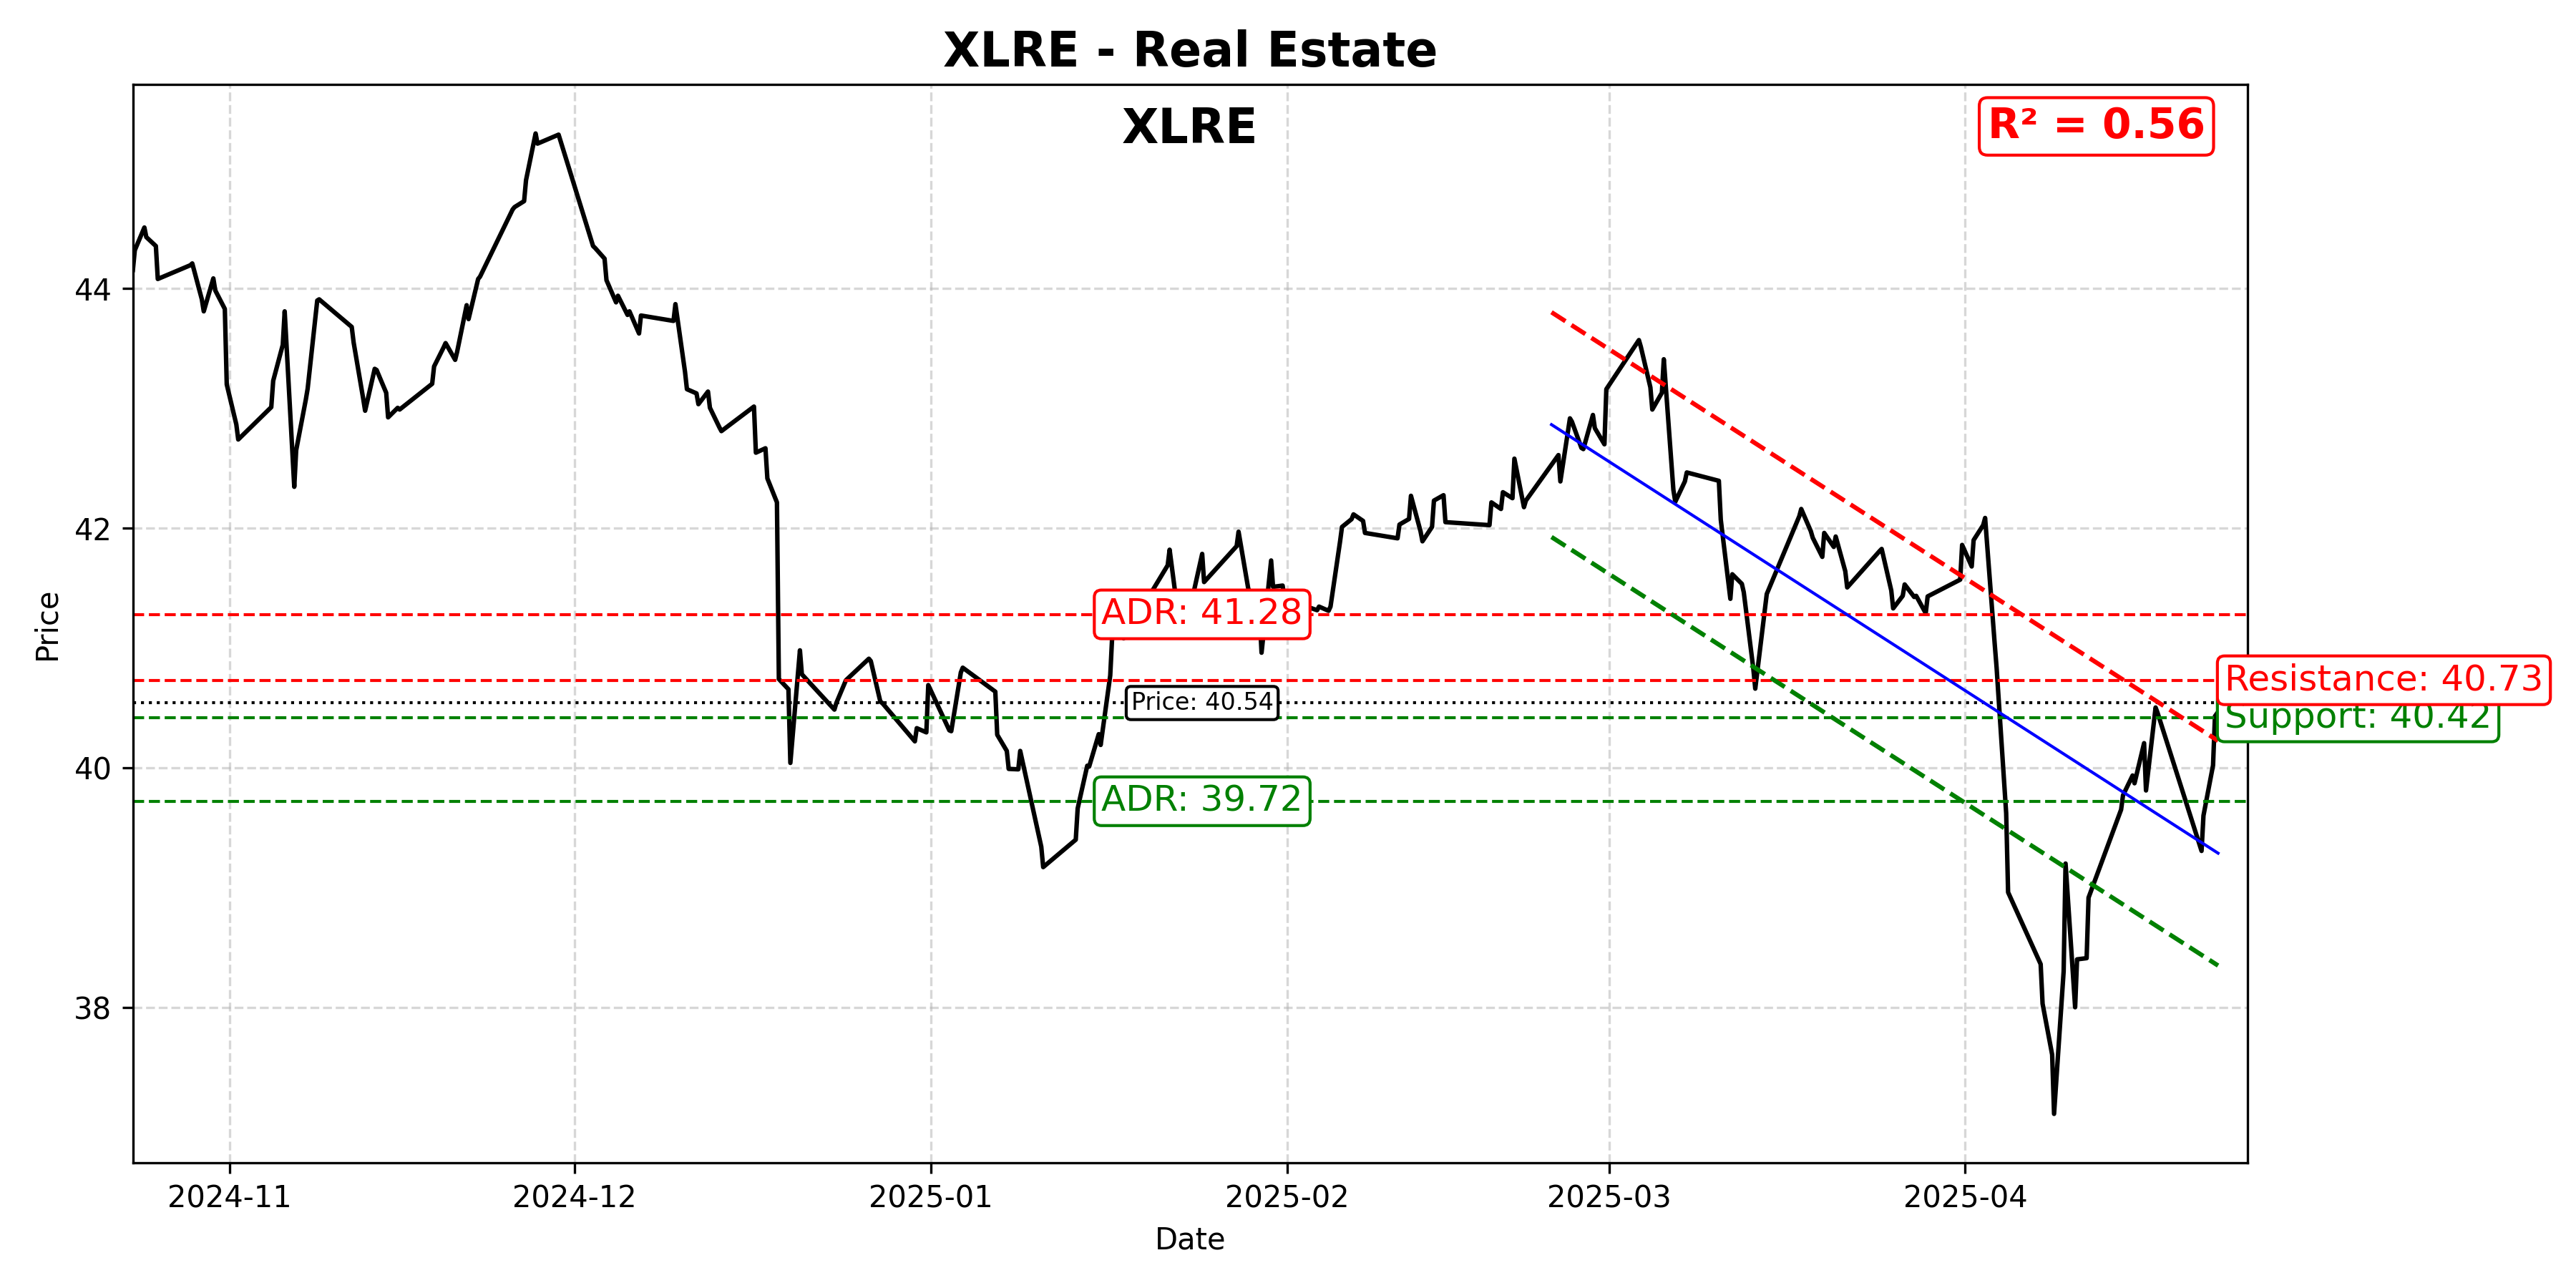 XLRE - Real Estate
XLRE
R² = 0.56
44
42
40
38
Price
ADR: 41.28
Resistance: 40.73
Price: 40.54
Support: 40.42
ADR: 39.72
2024-11
2024-12
2025-01
2025-02
2025-03
2025-04
Date